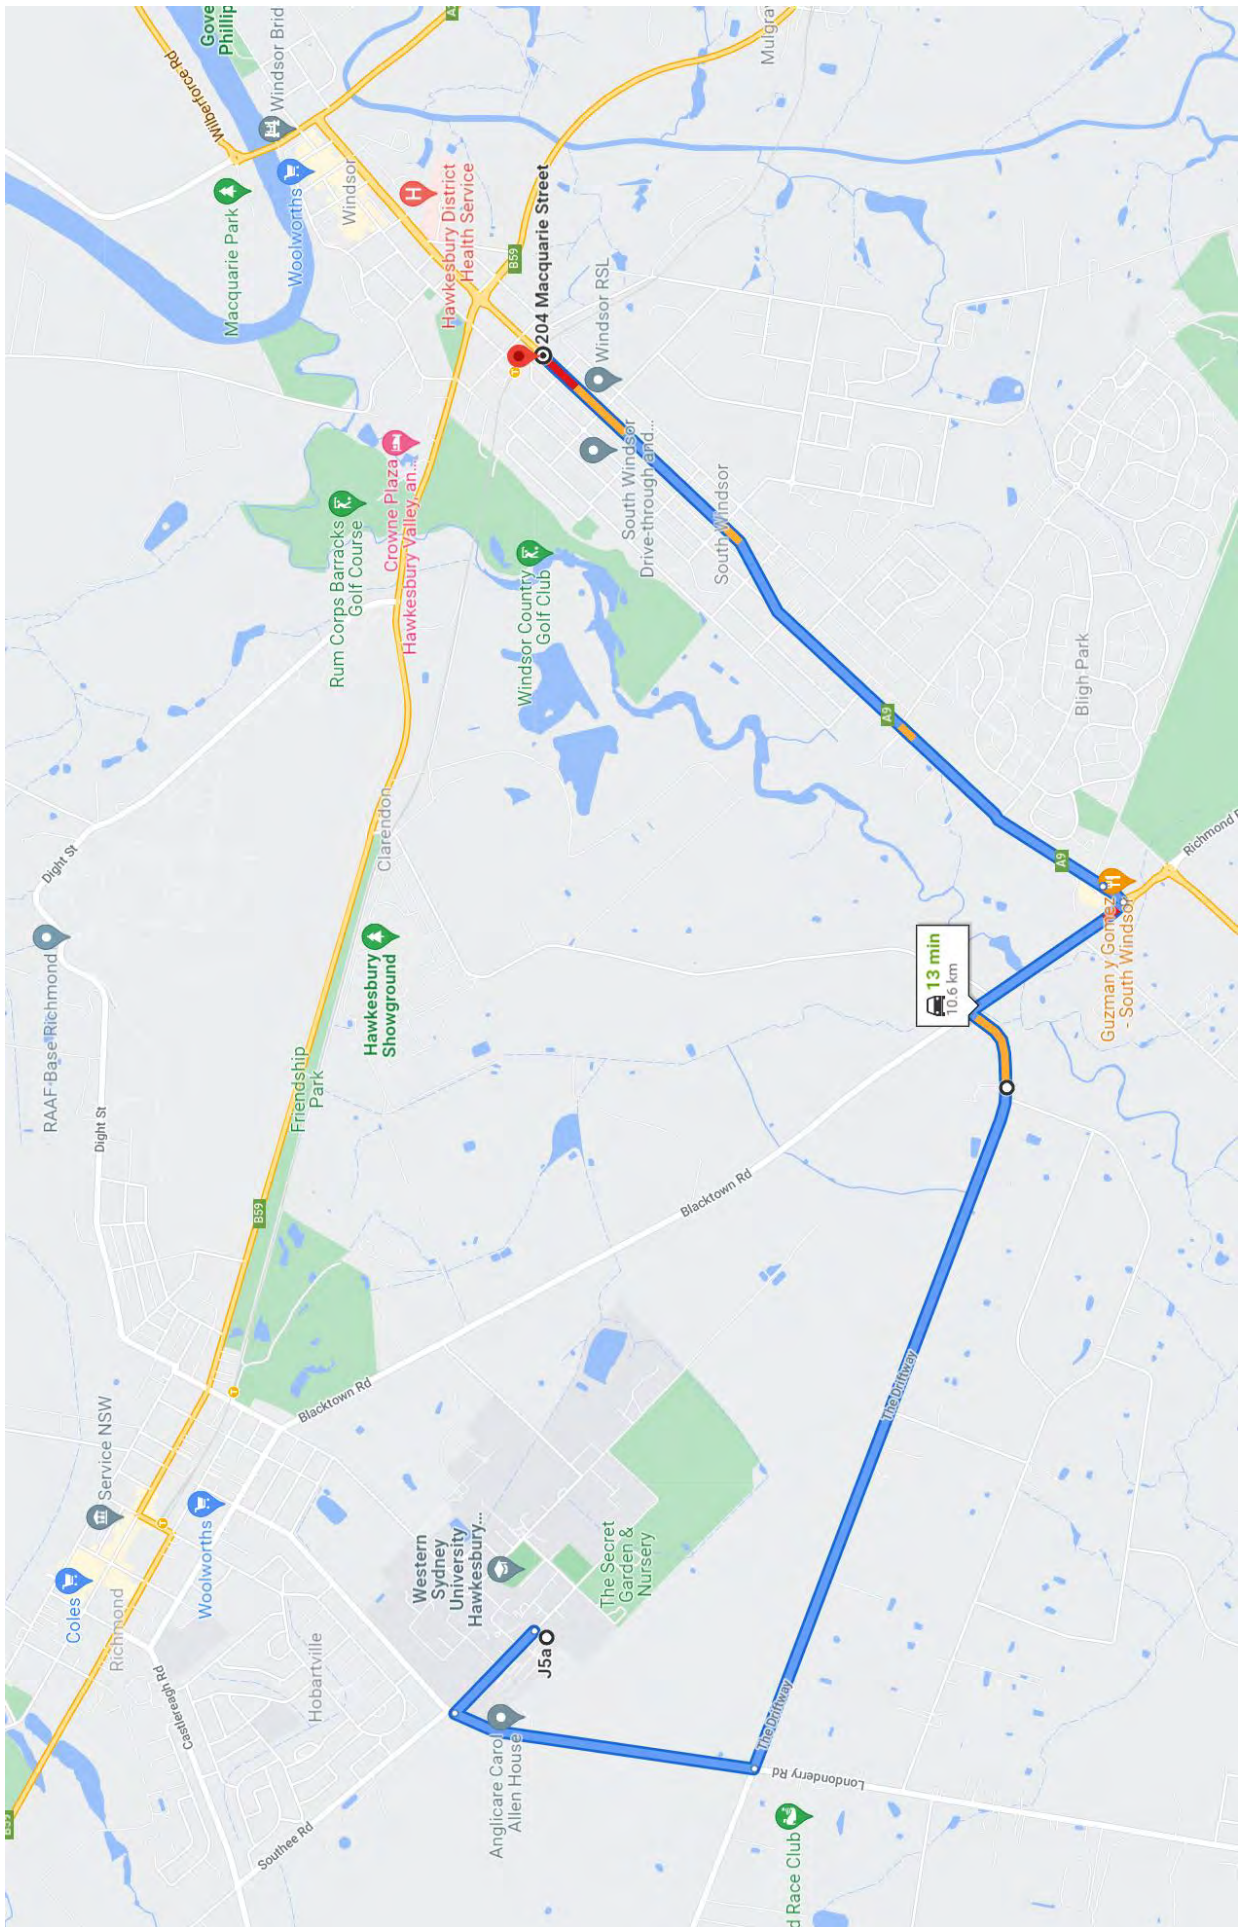 Coles
Richmond
Service NSW
Woolworths
Castlereagh Rd
Hobartville
Southee Rd
B59
Dight St
RAAF Base Richmond
Dight St
B59
Friendship
Park
Hawkesbury
Showground
Clarendon
Blacktown Rd
Blacktown Rd
Western
Sydney
University
Hawkesbury...
J5a
The Secret
Garden &
Nursery
Anglicare Carol
Allen House
The Driftway
The Driftway
Londonderry Rd
d Race Club
13 min
10.6 km
Rum Corps Barracks
Golf Course
Crowne Plaza
Hawkesbury Valley, an...
Windsor Country
Golf Club
Macquarie Park
Woolworths
Windsor
Wilberforce Rd
Gove
Phillip
Windsor Brid
Hawkesbury District
Health Service
B59
204 Macquarie Street
Windsor RSL
South Windsor
Drive-through and...
South Windsor
Mulgra
A9
Bligh Park
A9
Guzman y Gomez
- South Windsor
Richmond